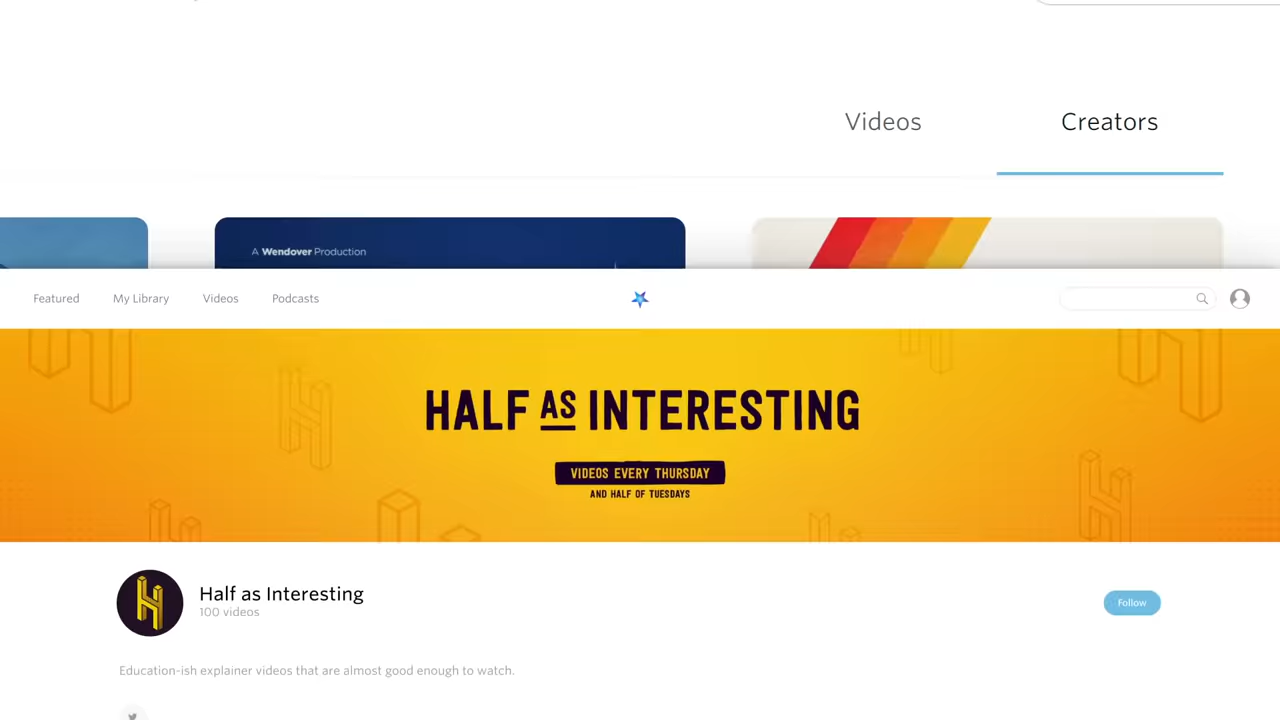 Videos
Creators
A Wendover Production
Featured
My Library
Videos
Podcasts
HALF AS INTERESTING
VIDEOS EVERY THURSDAY
AND HALF OF TUESDAYS
Half as Interesting
100 videos
Follow
Education-ish explainer videos that are almost good enough to watch.